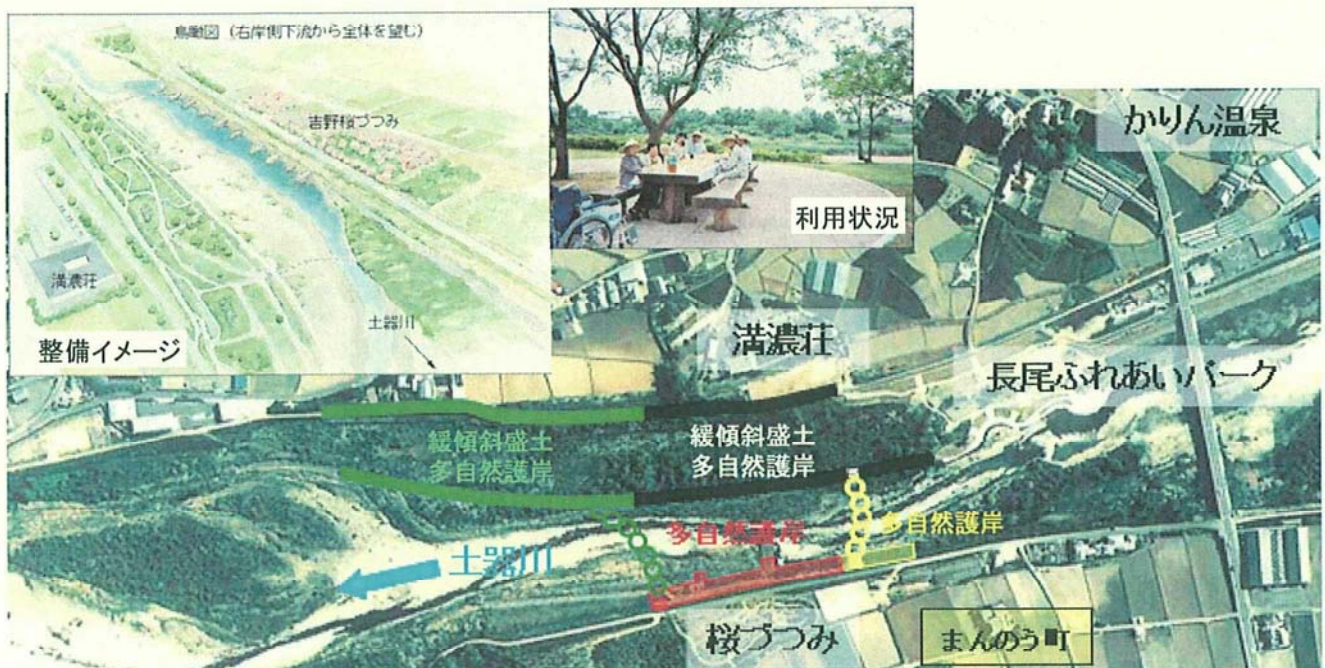 鳥瞰図（右岸側下流から全体を望む）
吉野桜づつみ
満濃荘
土器川
整備イメージ
利用状況
かりん温泉
満濃荘
長尾ふれあいパーク
緩傾斜盛土
多自然護岸
緩傾斜盛土
多自然護岸
多自然護岸
多自然護岸
土器川
桜づつみ
まんのう町